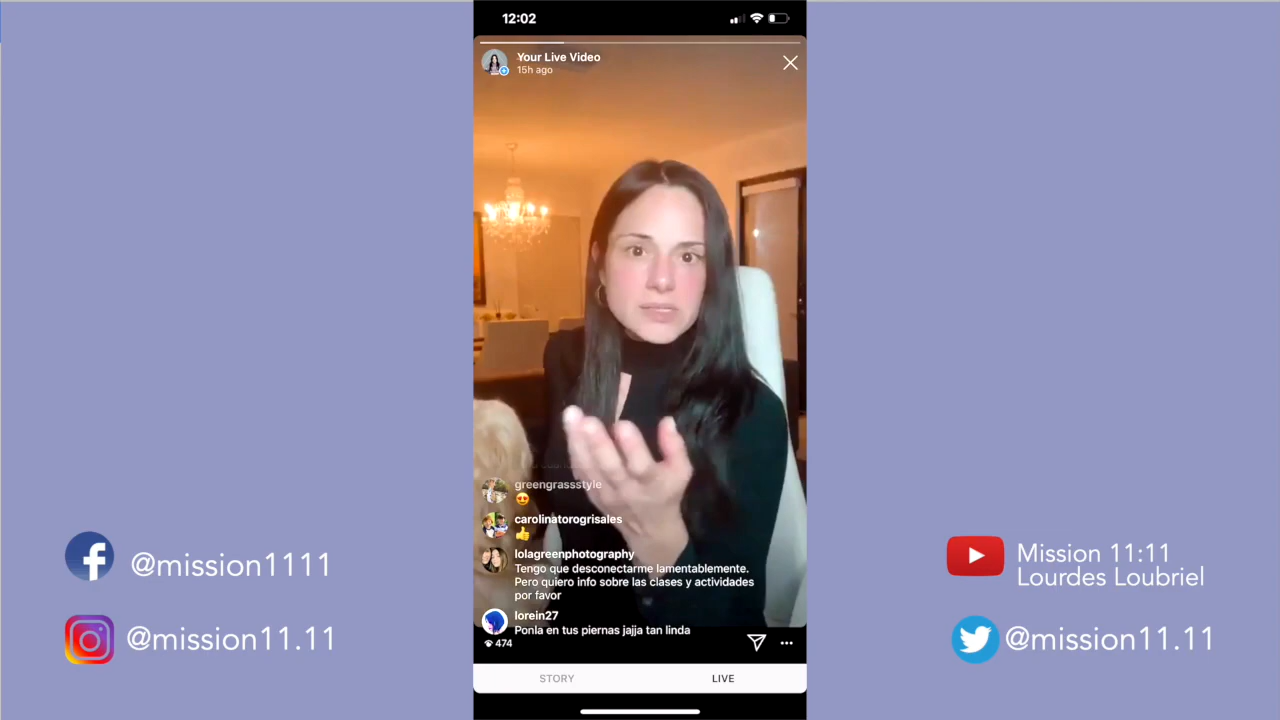 12:02
Your Live Video
15h ago
greengrassstyle
carolinatorogrisales
lolagreenphotography
Tengo que desconectarme lamentablemente.
Pero quiero info sobre las clases y actividades
por favor
lorein27
Ponla en tus piernas jajja tan linda
474
STORY
LIVE
@mission1111
@mission11.11
Mission 11:11
Lourdes Loubriel
@mission11.11